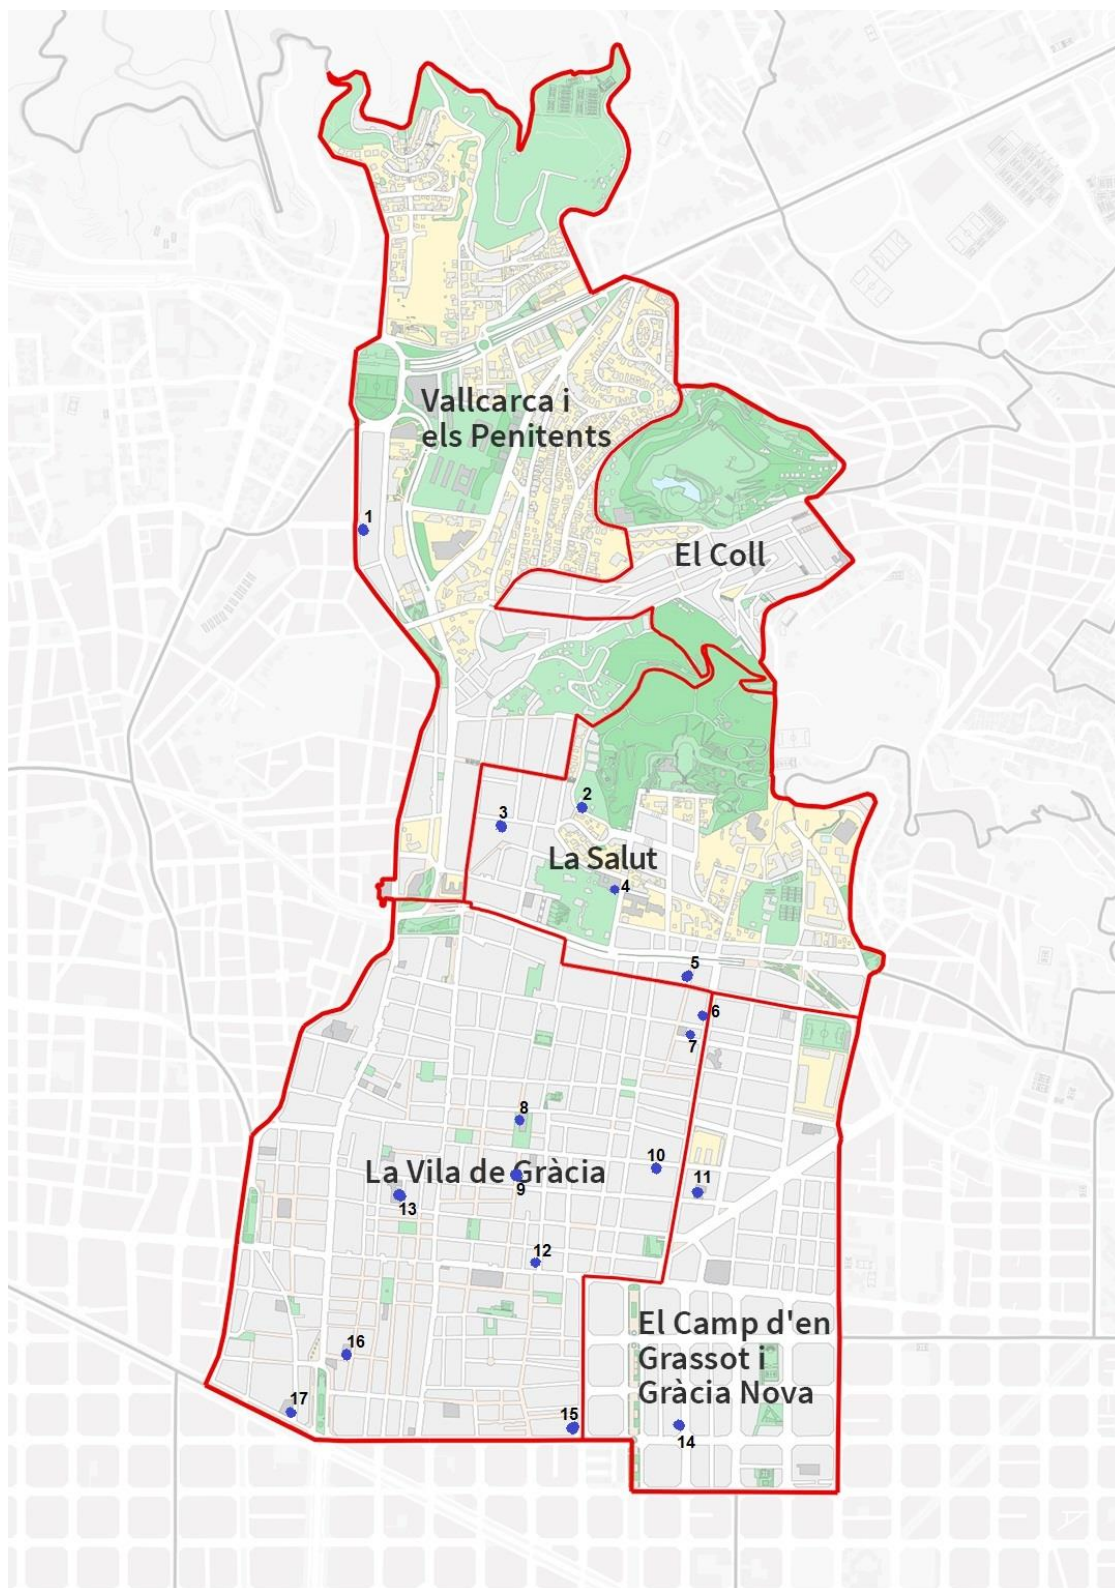 Vallcarca i
els Penitents
1
El Coll
2
3
La Salut
4
5
6
7
8
10
La Vila de Gràcia
9
11
13
12
El Camp d'en
Grassot i
Gràcia Nova
16
17
15
14